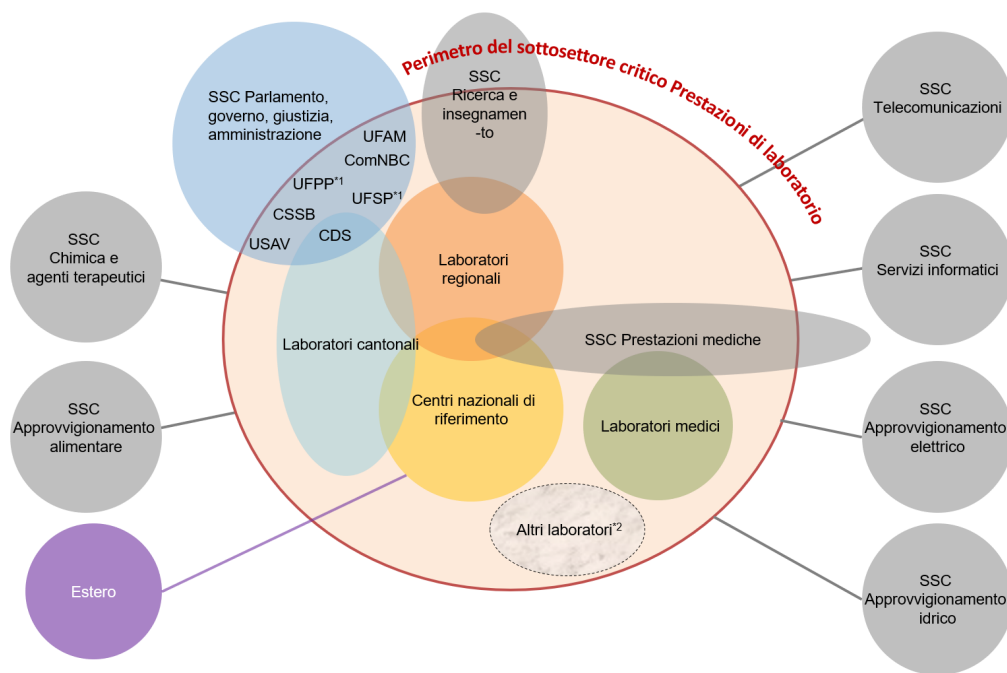 Perimetro del sottosettore critico Prestazioni di laboratorio
SSC Parlamento,
governo, giustizia,
amministrazione
UFAM
ComNBC
UFPP*1
UFSP*1
CSSB
USAV
CDS
SSC
Ricerca e
insegnamen
-to
SSC
Telecomunicazioni
SSC
Chimica e
agenti terapeutici
Laboratori
regionali
SSC
Servizi informatici
Laboratori cantonali
SSC Prestazioni mediche
SSC
Approvvigionamento
alimentare
Centri nazionali di
riferimento
Laboratori medici
SSC
Approvvigionamento
elettrico
Altri laboratori*2
Estero
SSC
Approvvigionamento
idrico